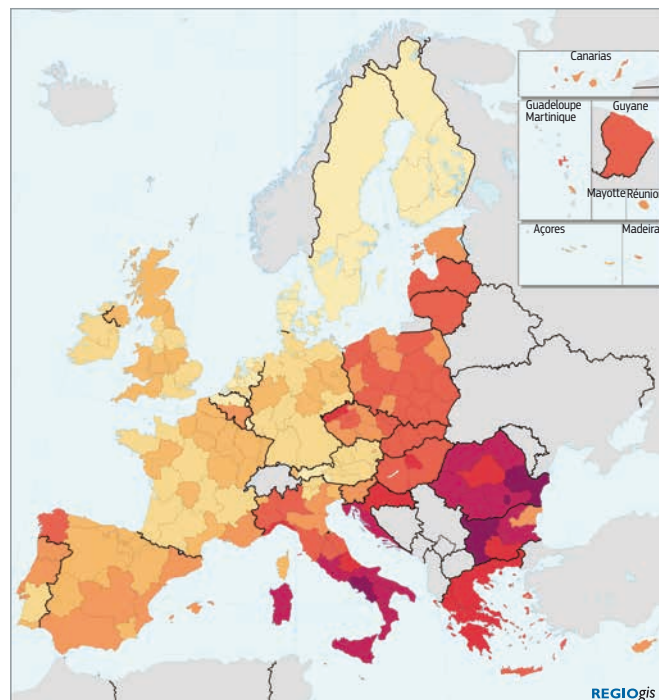 Canarias
Guadeloupe
Martinique
Guyane
Mayotte
Réunion
Açores
Madeira
REGIOgis